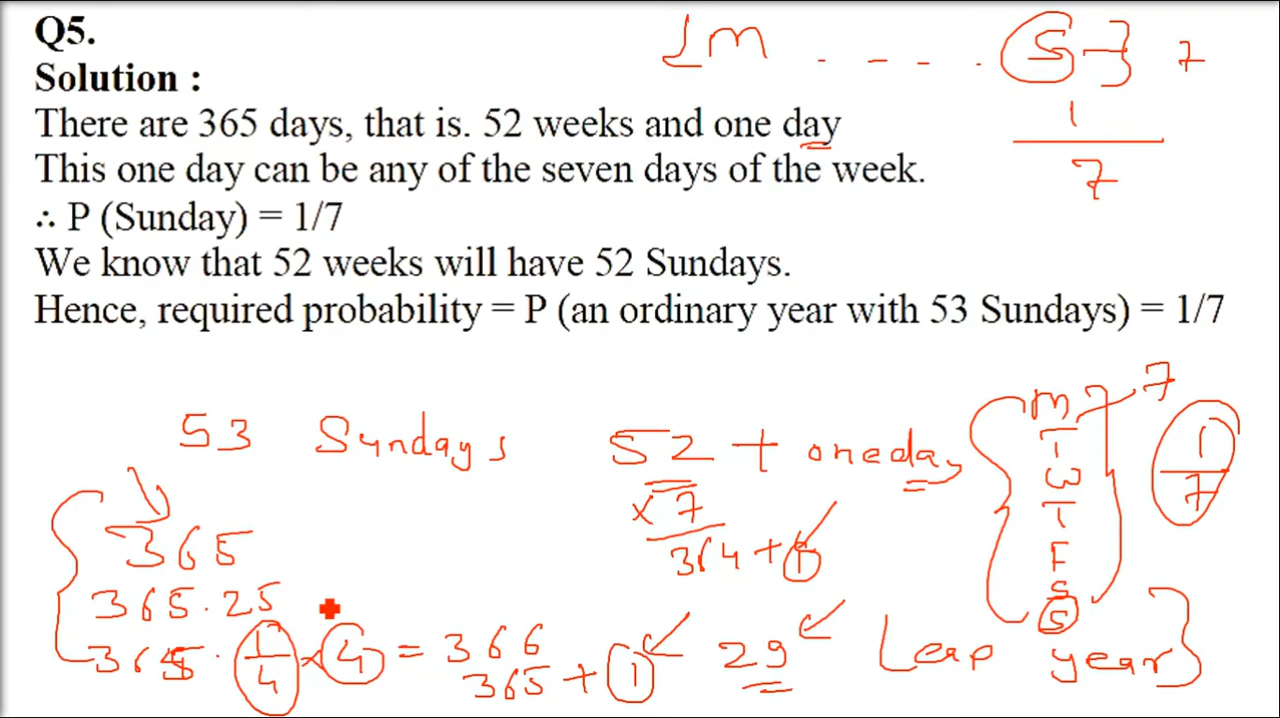 Q5.
1M . - - - . S-} 7
Solution :
1
7
There are 365 days, that is. 52 weeks and one day
This one day can be any of the seven days of the week.
∴ P (Sunday) = 1/7
We know that 52 weeks will have 52 Sundays.
Hence, required probability = P (an ordinary year with 53 Sundays) = 1/7
53 Sundays 52 + one day
×7
364 + 1
{ M T W T F S S } 7
1
7
365
365.25
365 . 1/4 × 4 = 366
365 + 1
29 Leap year }